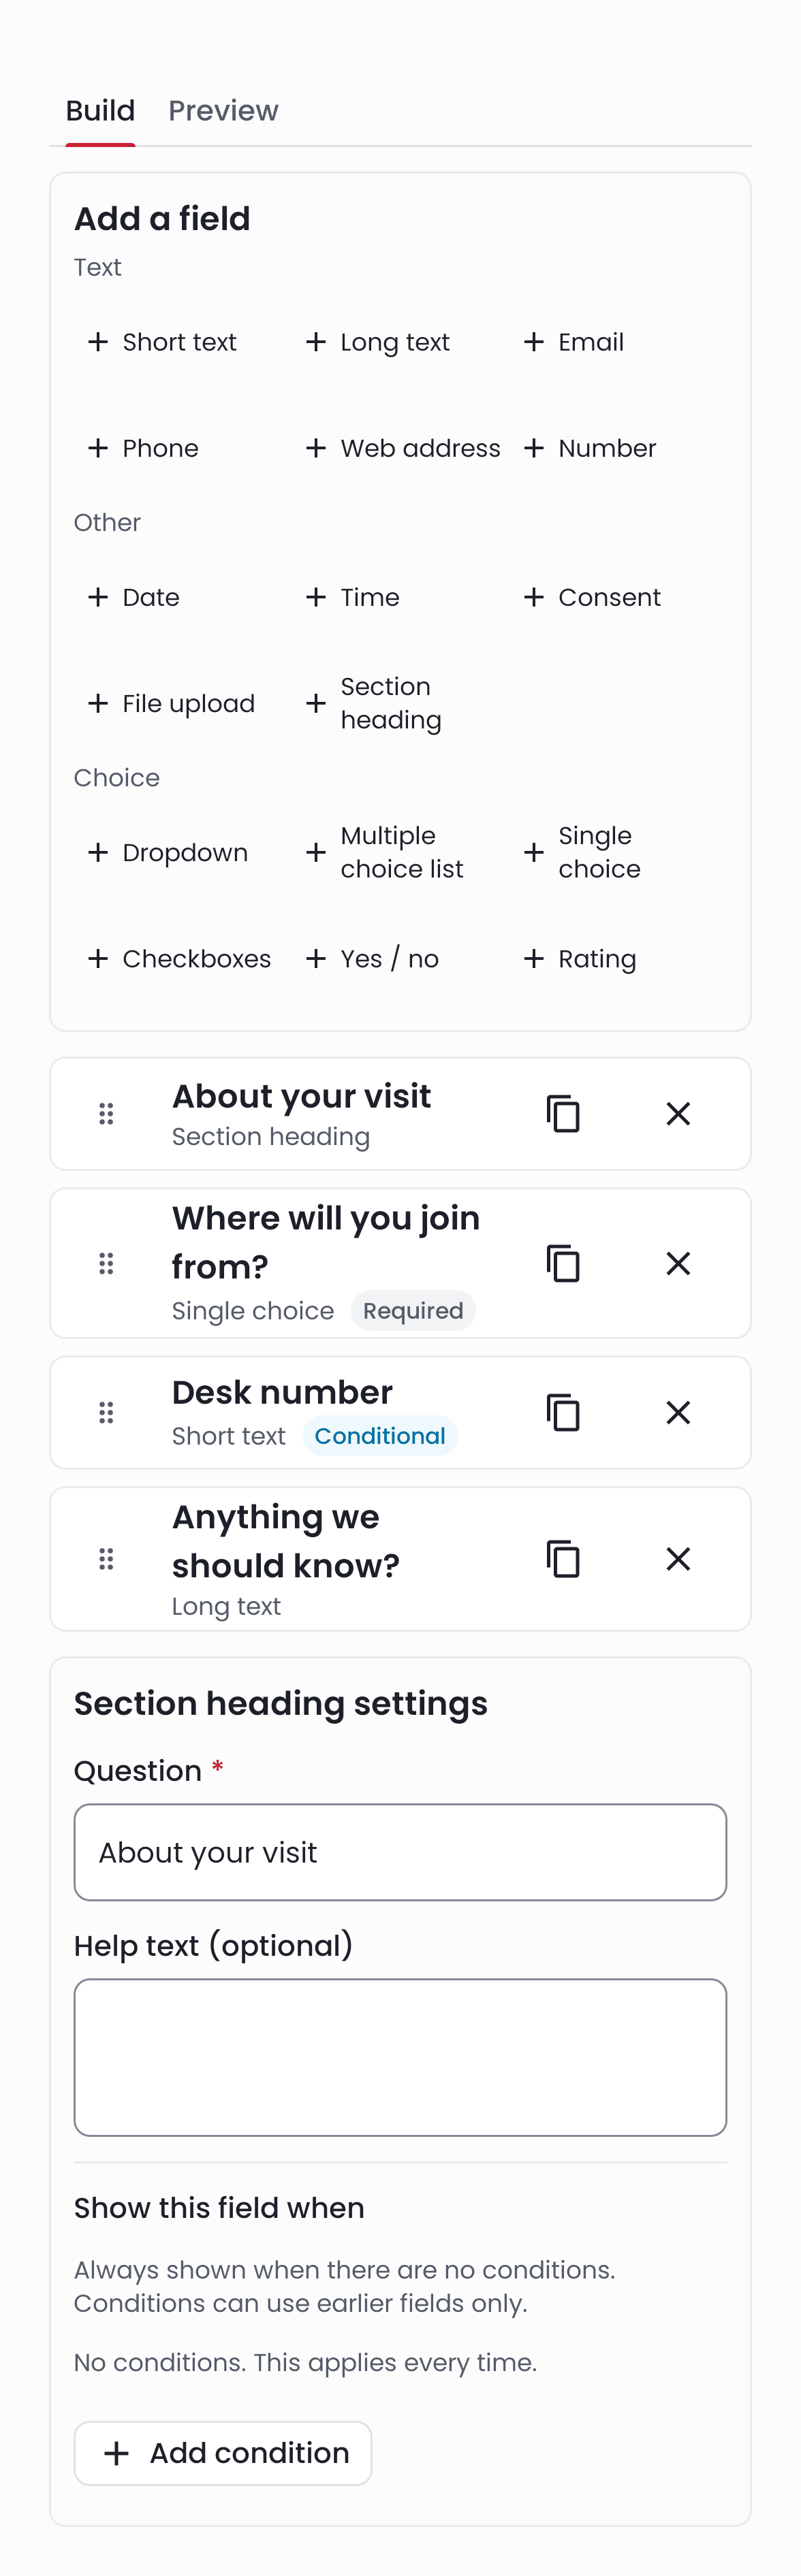 Build Preview
Add a field
Text
Short text Long text Email
Phone Web address Number
Other
Date Time Consent
File upload Section heading
Choice
Dropdown Multiple choice list Single choice
Checkboxes Yes / no Rating
About your visit
Section heading
Where will you join
from?
Single choice Required
Desk number
Short text Conditional
Anything we
should know?
Long text
Section heading settings
Question *
About your visit
Help text (optional)
Show this field when
Always shown when there are no conditions.
Conditions can use earlier fields only.
No conditions. This applies every time.
Add condition